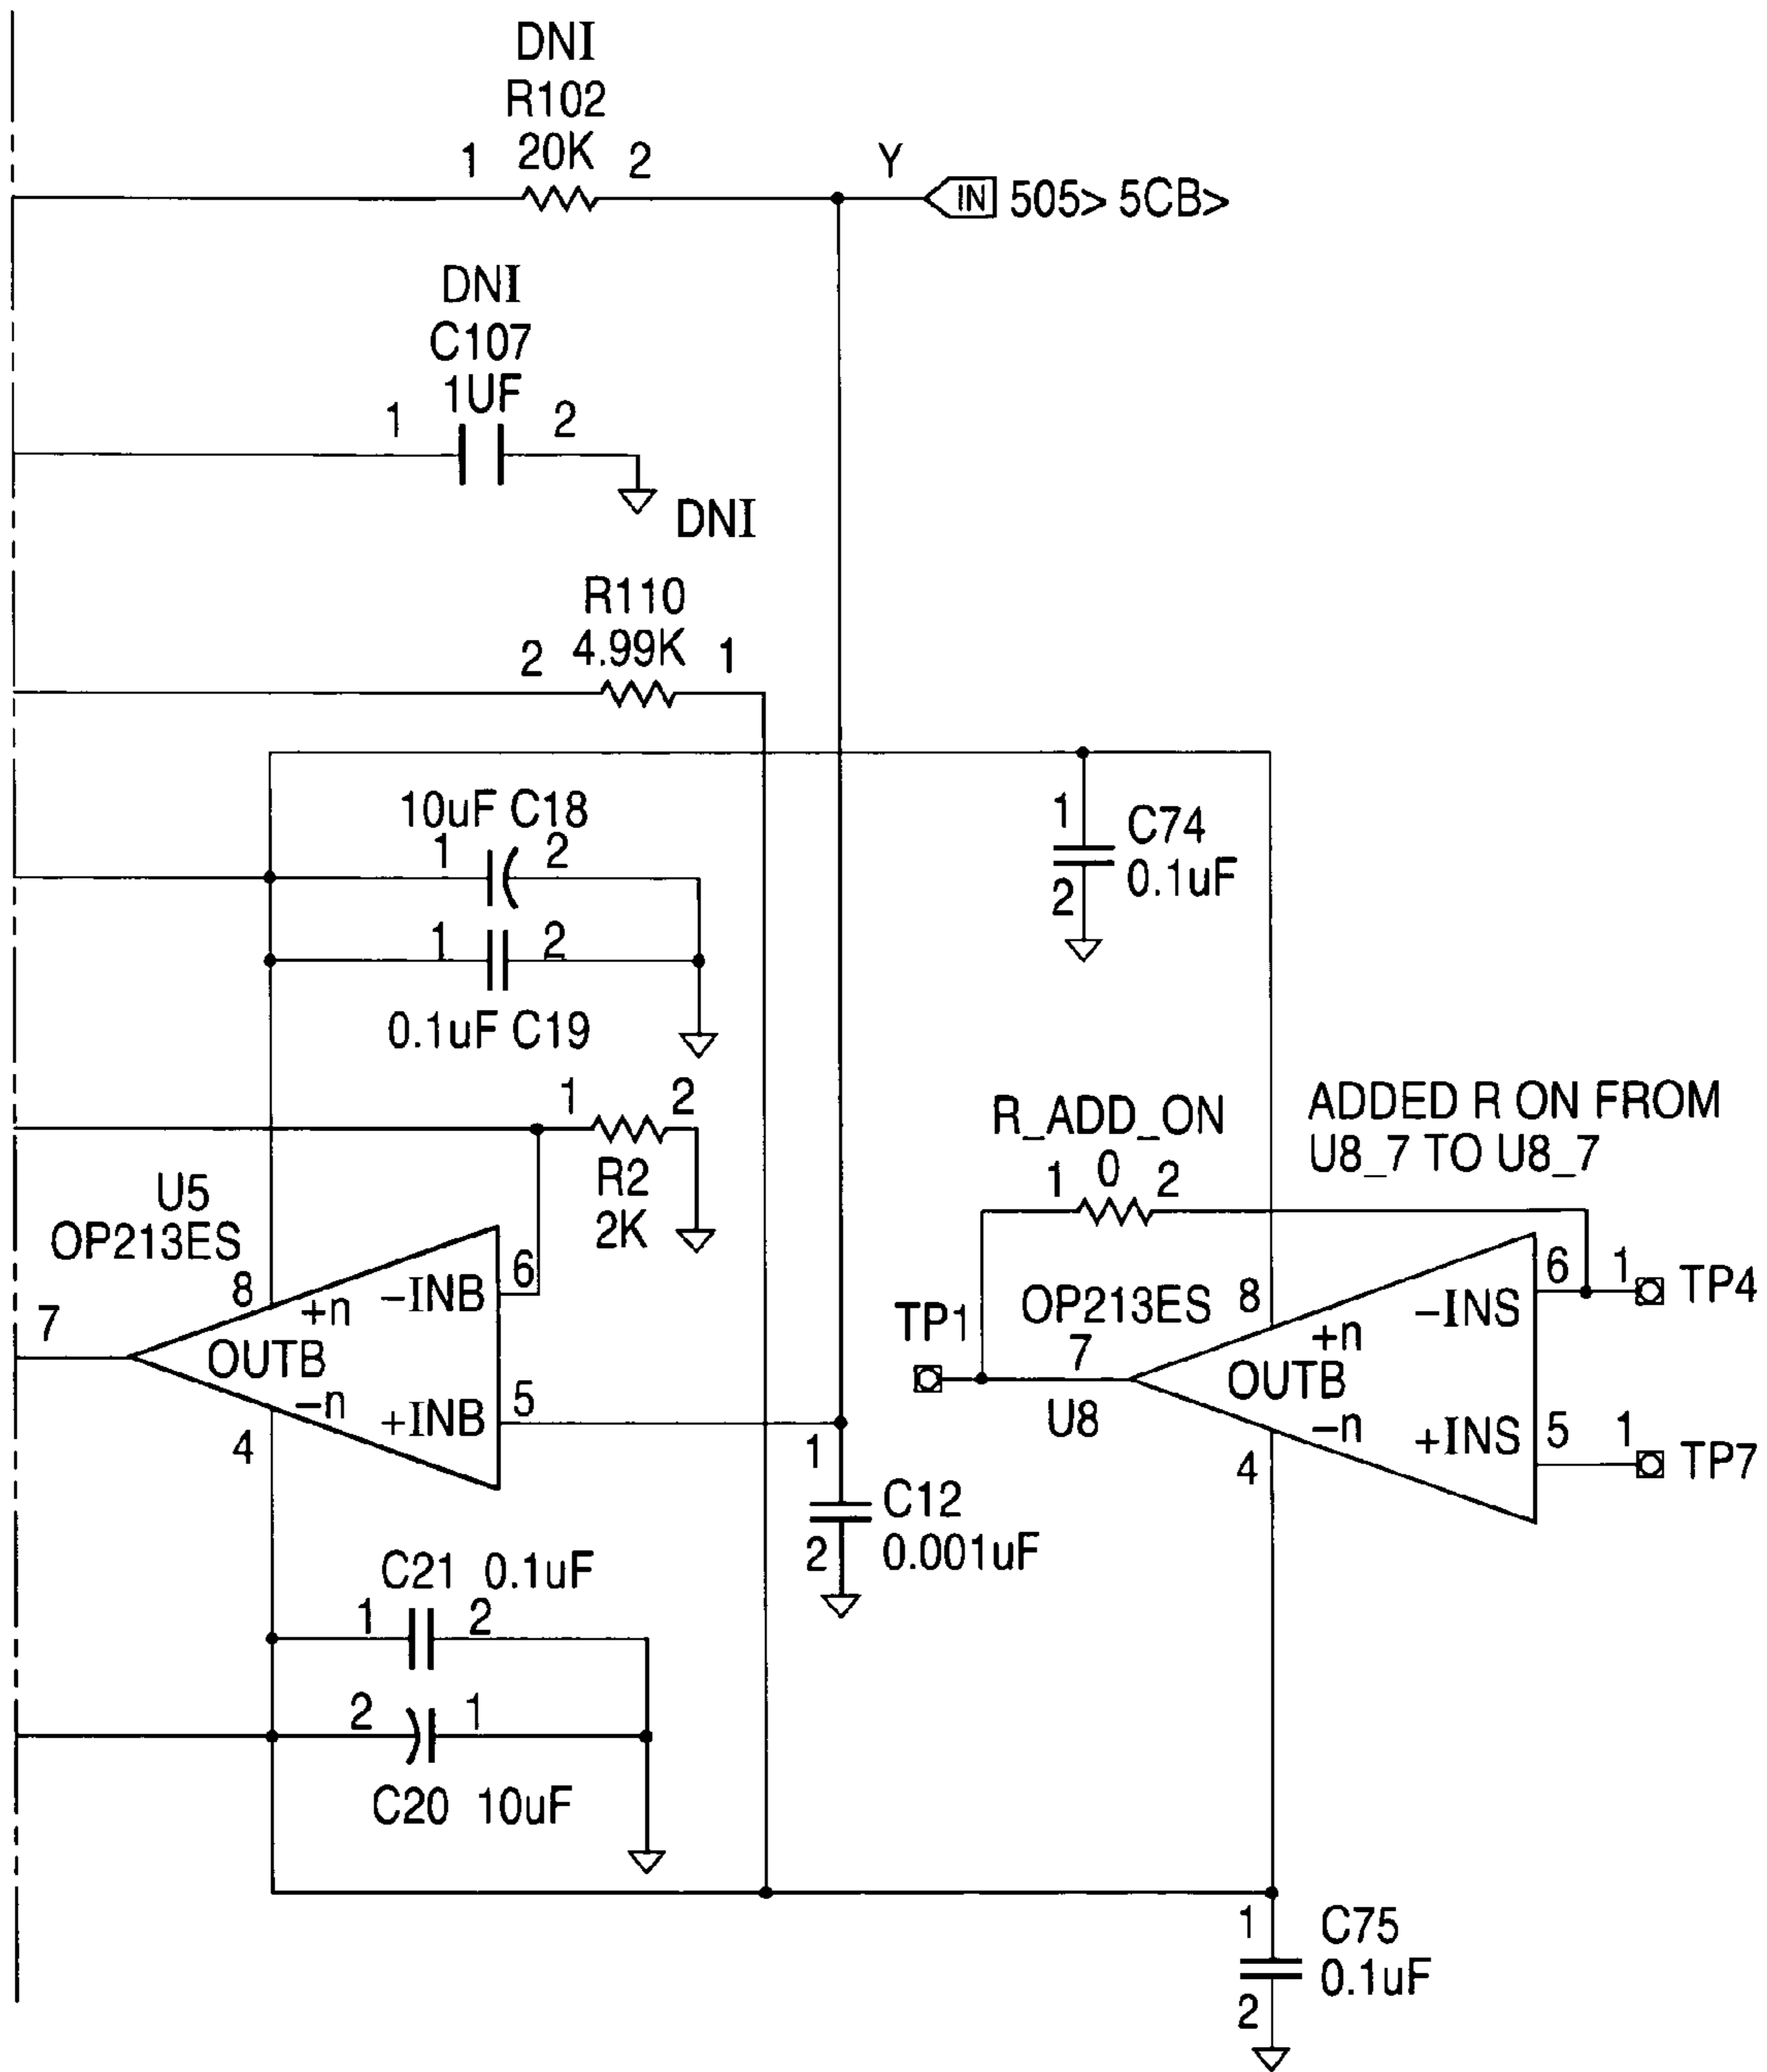 DNI
R102
20K
1 2
Y
IN 505> 5CB>
DNI
C107
1UF
1 2
DNI
R110
4.99K
2 1
10uF C18
1 2
1 2
0.1uF C19
1
C74
0.1uF
2
1 2
R2
2K
R_ADD_ON
1 0 2
ADDED R ON FROM
U8_7 TO U8_7
U5
OP213ES
8
+n
-INB
6
7
OUTB
-n
+INB
5
4
TP1
OP213ES
8
7
+n
-INS
6
1
TP4
OUTB
U8
-n
+INS
5
1
TP7
4
1
C12
0.001uF
2
C21 0.1uF
1 2
2 1
C20 10uF
1
C75
0.1uF
2